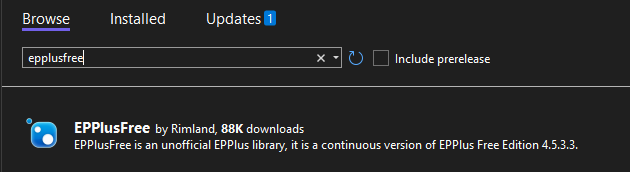 Browse Installed Updates 1
epplusfree Include prerelease
EPPlusFree by Rimland, 88K downloads
EPPlusFree is an unofficial EPPlus library, it is a continuous version of EPPlus Free Edition 4.5.3.3.